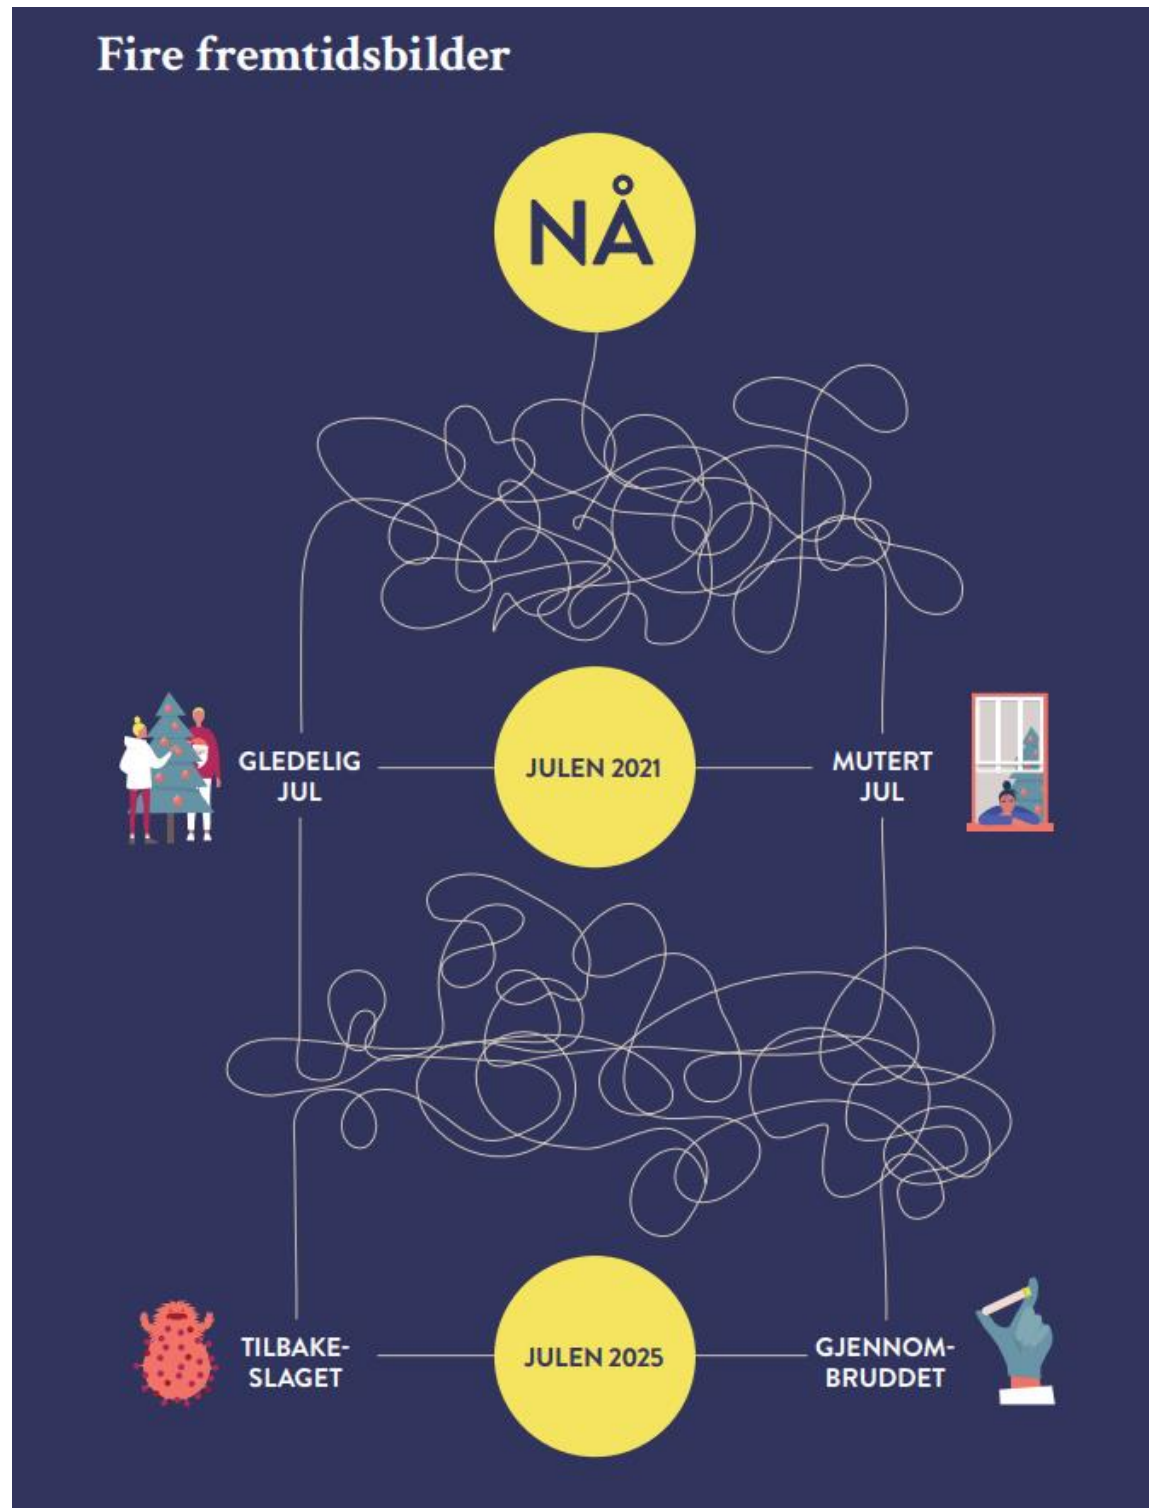 Fire fremtidsbilder
NÅ
GLEDELIG
JUL
JULEN 2021
MUTERT
JUL
TILBAKE-
SLAGET
JULEN 2025
GJENNOM-
BRUDDET